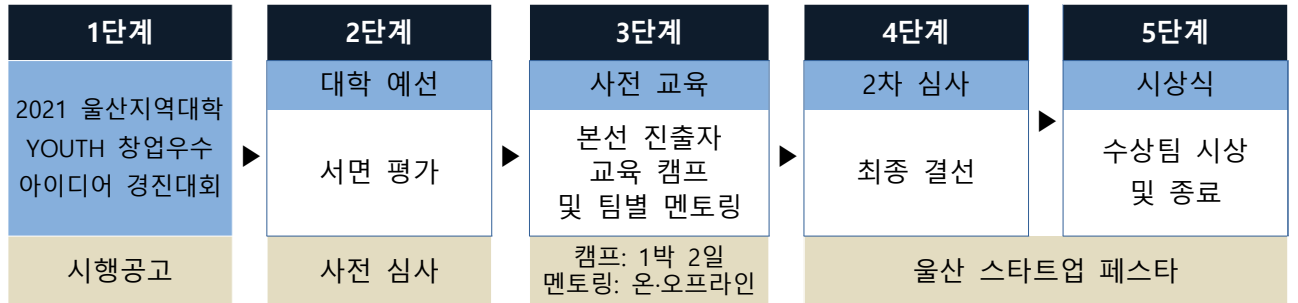 1단계
2021 울산지역대학
YOUTH 창업우수
아이디어 경진대회
시행공고
▶
2단계
대학 예선
서면 평가
사전 심사
▶
3단계
사전 교육
본선 진출자
교육 캠프
및 팀별 멘토링
캠프: 1박 2일
멘토링: 온·오프라인
▶
4단계
2차 심사
최종 결선
▶
5단계
시상식
수상팀 시상
및 종료
울산 스타트업 페스타